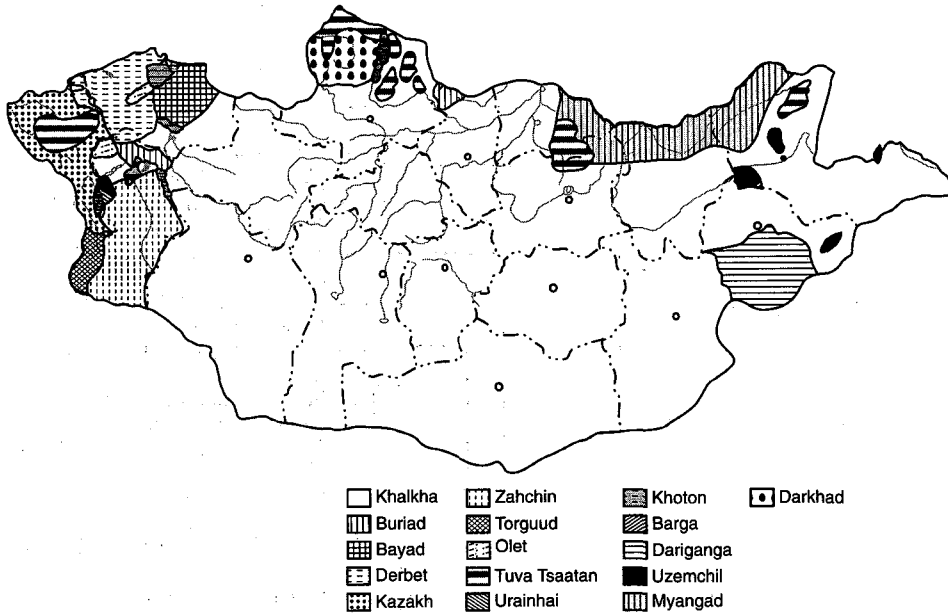 Khalkha
Buriad
Bayad
Derbet
Kazakh
Zahchin
Torguud
Olet
Tuva Tsaatan
Urainhai
Khoton
Barga
Dariganga
Uzemchil
Myangad
Darkhad